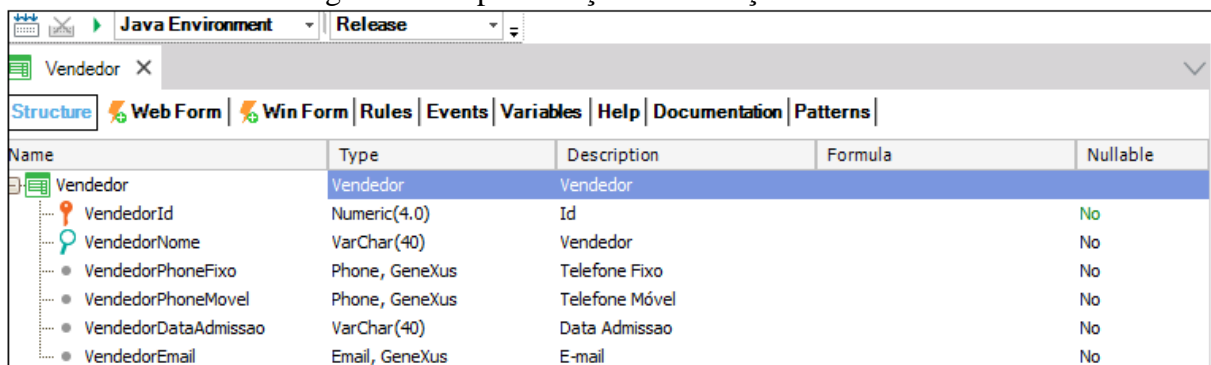 Java Environment Release
Vendedor
Structure Web Form Win Form Rules Events Variables Help Documentation Patterns
Name Type Description Formula Nullable
Vendedor Vendedor Vendedor
VendedorId Numeric(4.0) Id No
VendedorNome VarChar(40) Vendedor No
VendedorPhoneFixo Phone, GeneXus Telefone Fixo No
VendedorPhoneMovel Phone, GeneXus Telefone Móvel No
VendedorDataAdmissao VarChar(40) Data Admissao No
VendedorEmail Email, GeneXus E-mail No